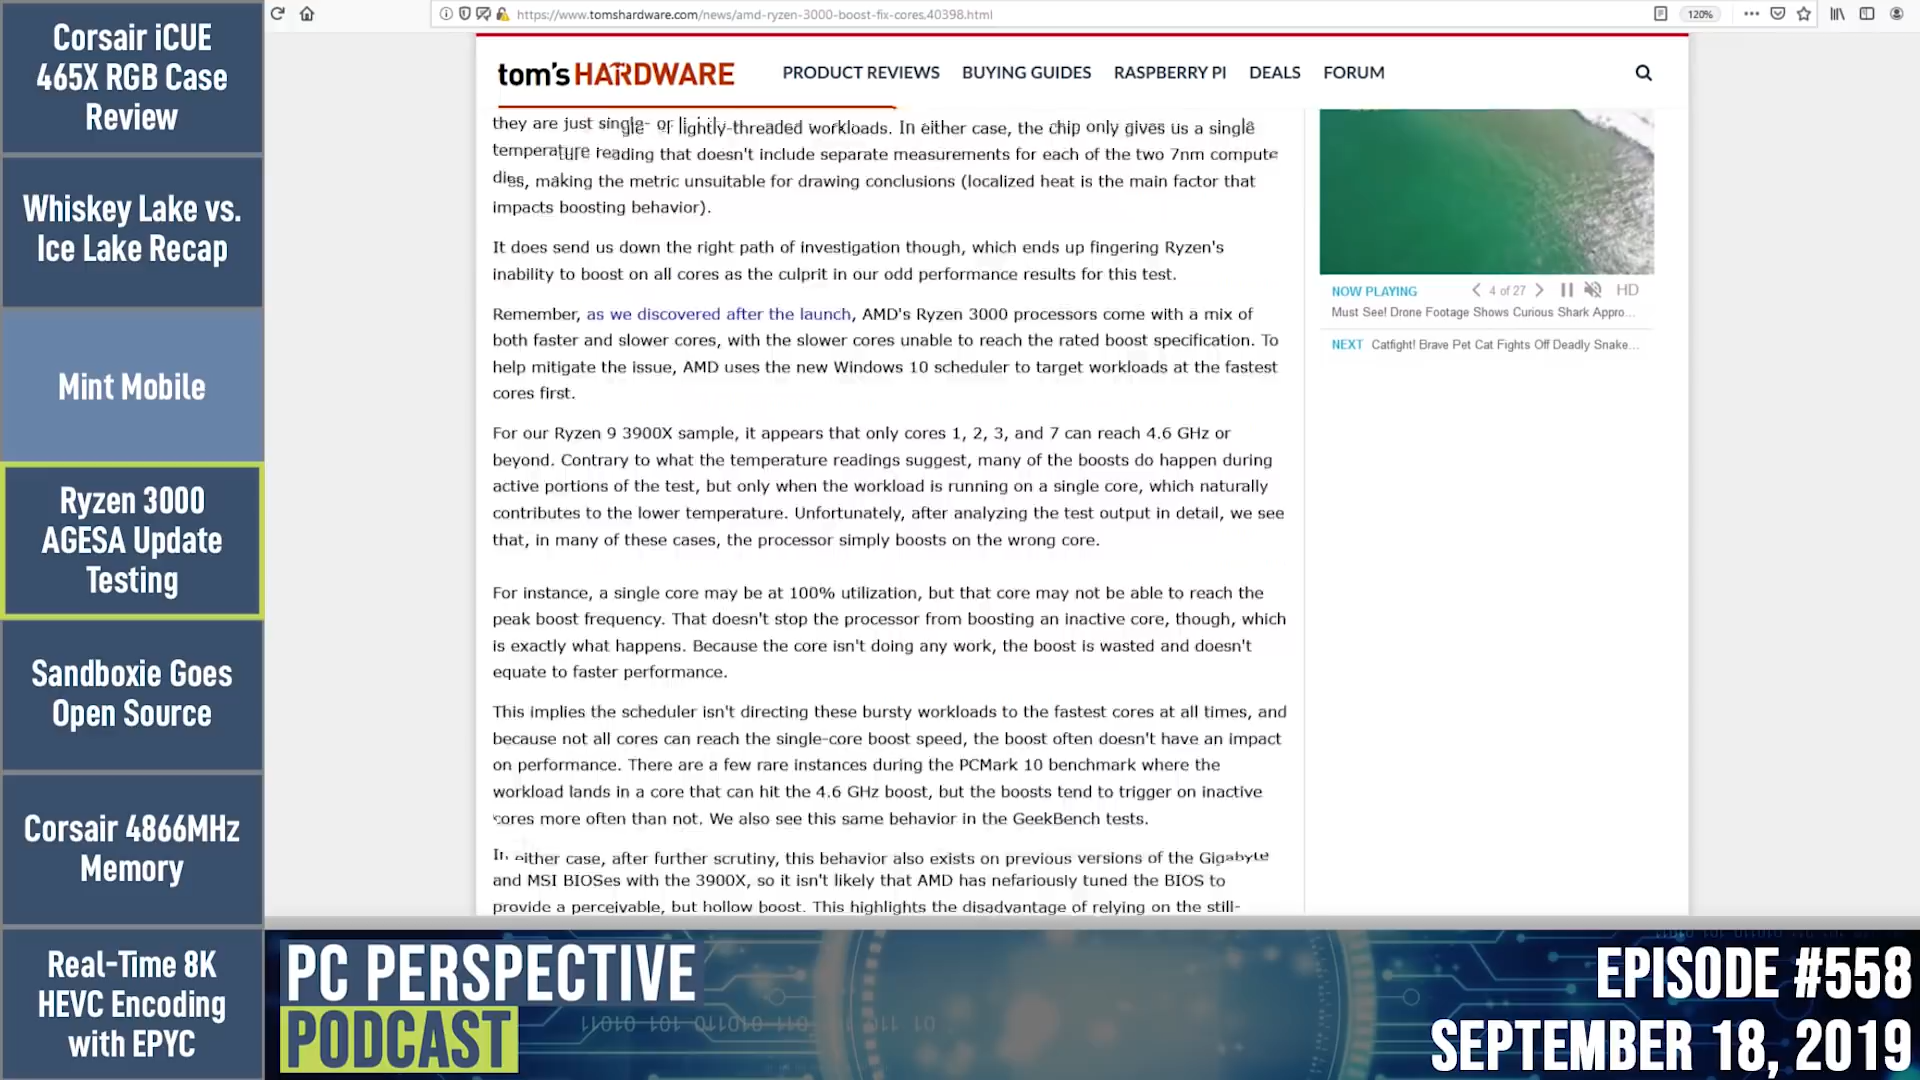 Corsair iCUE
465X RGB Case
Review
Whiskey Lake vs.
Ice Lake Recap
Mint Mobile
Ryzen 3000
AGESA Update
Testing
Sandboxie Goes
Open Source
Corsair 4866MHz
Memory
Real-Time 8K
HEVC Encoding
with EPYC
https://www.tomshardware.com/news/amd-ryzen-3000-boost-fix-cores,40398.html
120%
tom's HARDWARE
PRODUCT REVIEWS
BUYING GUIDES
RASPBERRY PI
DEALS
FORUM
they are just single- or lightly-threaded workloads. In either case, the chip only gives us a single
temperature reading that doesn't include separate measurements for each of the two 7nm compute
dies, making the metric unsuitable for drawing conclusions (localized heat is the main factor that
impacts boosting behavior).
It does send us down the right path of investigation though, which ends up fingering Ryzen's
inability to boost on all cores as the culprit in our odd performance results for this test.
Remember, as we discovered after the launch, AMD's Ryzen 3000 processors come with a mix of
both faster and slower cores, with the slower cores unable to reach the rated boost specification. To
help mitigate the issue, AMD uses the new Windows 10 scheduler to target workloads at the fastest
cores first.
For our Ryzen 9 3900X sample, it appears that only cores 1, 2, 3, and 7 can reach 4.6 GHz or
beyond. Contrary to what the temperature readings suggest, many of the boosts do happen during
active portions of the test, but only when the workload is running on a single core, which naturally
contributes to the lower temperature. Unfortunately, after analyzing the test output in detail, we see
that, in many of these cases, the processor simply boosts on the wrong core.
For instance, a single core may be at 100% utilization, but that core may not be able to reach the
peak boost frequency. That doesn't stop the processor from boosting an inactive core, though, which
is exactly what happens. Because the core isn't doing any work, the boost is wasted and doesn't
equate to faster performance.
This implies the scheduler isn't directing these bursty workloads to the fastest cores at all times, and
because not all cores can reach the single-core boost speed, the boost often doesn't have an impact
on performance. There are a few rare instances during the PCMark 10 benchmark where the
workload lands in a core that can hit the 4.6 GHz boost, but the boosts tend to trigger on inactive
cores more often than not. We also see this same behavior in the GeekBench tests.
In either case, after further scrutiny, this behavior also exists on previous versions of the Gigabyte
and MSI BIOSes with the 3900X, so it isn't likely that AMD has nefariously tuned the BIOS to
provide a perceivable, but hollow boost. This highlights the disadvantage of relying on the still-
NOW PLAYING
4 of 27
HD
Must See! Drone Footage Shows Curious Shark Appro...
NEXT Catfight! Brave Pet Cat Fights Off Deadly Snake...
PC PERSPECTIVE
PODCAST
EPISODE #558
SEPTEMBER 18, 2019